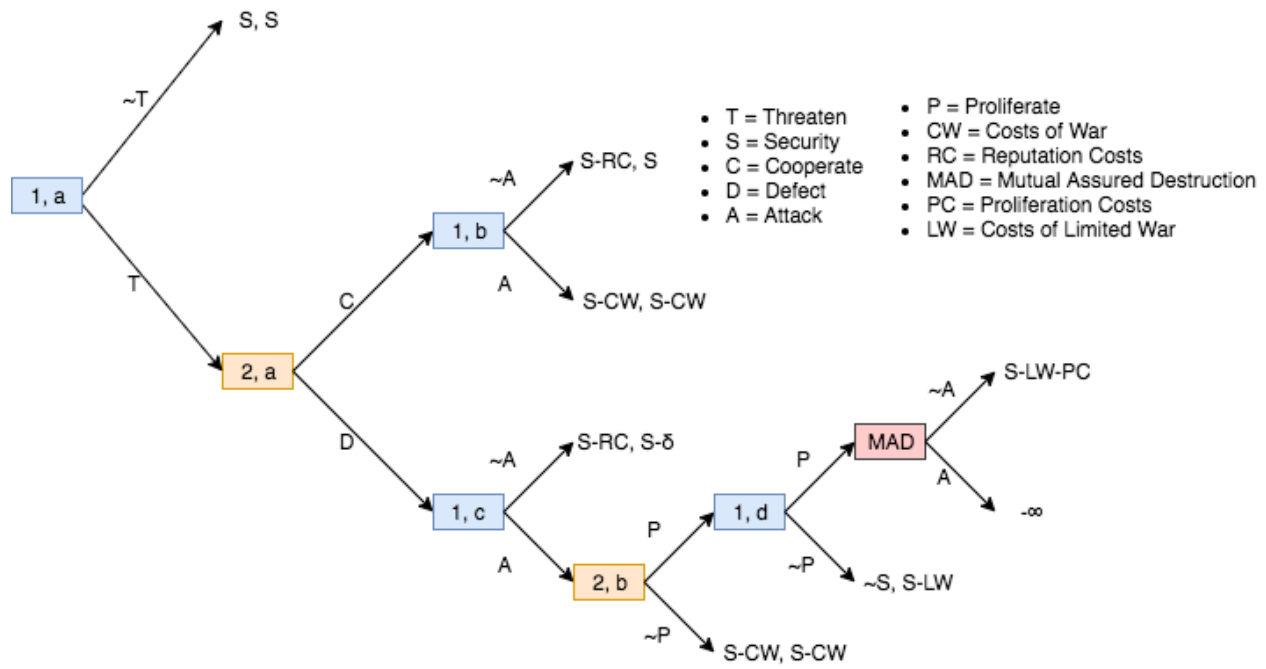 S, S
~T
1, a
T
2, a
C
D
1, b
~A
A
S-RC, S
S-CW, S-CW
1, c
~A
A
S-RC, S-δ
2, b
P
~P
S-CW, S-CW
1, d
P
~P
~S, S-LW
MAD
~A
A
S-LW-PC
-∞
• T = Threaten
• S = Security
• C = Cooperate
• D = Defect
• A = Attack
• P = Proliferate
• CW = Costs of War
• RC = Reputation Costs
• MAD = Mutual Assured Destruction
• PC = Proliferation Costs
• LW = Costs of Limited War